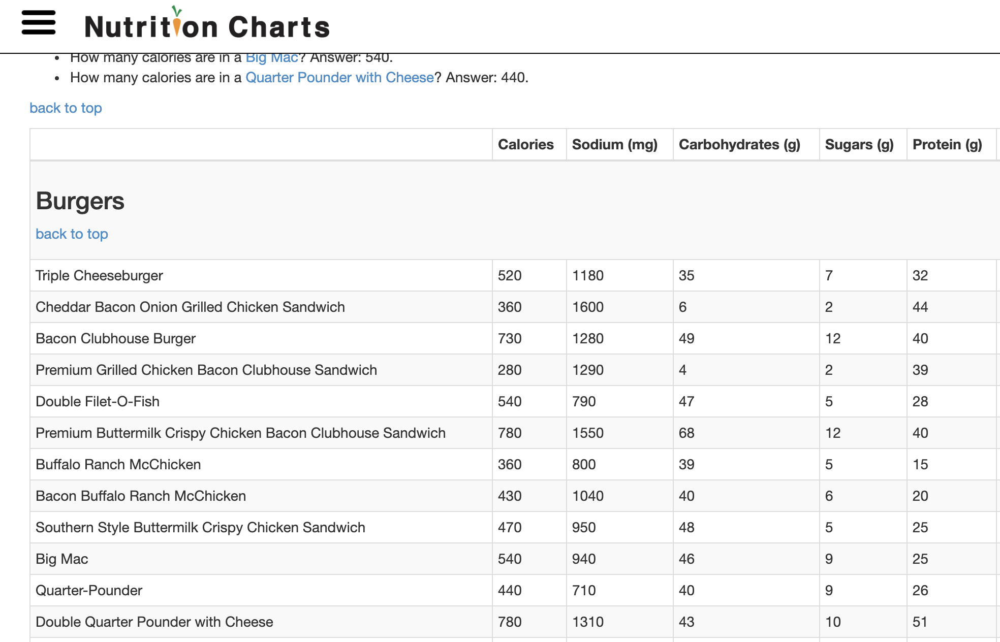 Nutrition Charts
How many calories are in a Big Mac? Answer: 540.
How many calories are in a Quarter Pounder with Cheese? Answer: 440.
back to top
Calories Sodium (mg) Carbohydrates (g) Sugars (g) Protein (g)
Burgers
back to top
Triple Cheeseburger 520 1180 35 7 32
Cheddar Bacon Onion Grilled Chicken Sandwich 360 1600 6 2 44
Bacon Clubhouse Burger 730 1280 49 12 40
Premium Grilled Chicken Bacon Clubhouse Sandwich 280 1290 4 2 39
Double Filet-O-Fish 540 790 47 5 28
Premium Buttermilk Crispy Chicken Bacon Clubhouse Sandwich 780 1550 68 12 40
Buffalo Ranch McChicken 360 800 39 5 15
Bacon Buffalo Ranch McChicken 430 1040 40 6 20
Southern Style Buttermilk Crispy Chicken Sandwich 470 950 48 5 25
Big Mac 540 940 46 9 25
Quarter-Pounder 440 710 40 9 26
Double Quarter Pounder with Cheese 780 1310 43 10 51